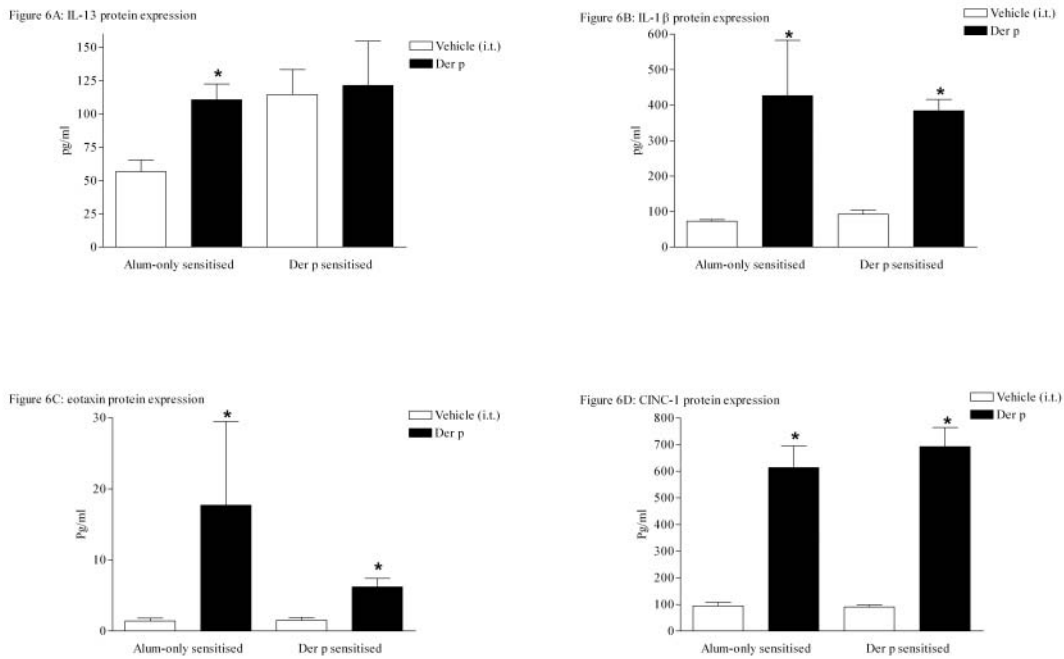 Figure 6A: IL-13 protein expression
150
125
100
75
50
25
0
pg/ml
*
Vehicle (i.t.)
Der p
Alum-only sensitised
Der p sensitised
Figure 6B: IL-1β protein expression
600
500
400
300
200
100
0
pg/ml
*
*
Vehicle (i.t.)
Der p
Alum-only sensitised
Der p sensitised
Figure 6C: eotaxin protein expression
30
20
10
0
Pg/ml
*
*
Vehicle (i.t.)
Der p
Alum-only sensitised
Der p sensitised
Figure 6D: CINC-1 protein expression
800
700
600
500
400
300
200
100
0
Pg/ml
*
*
Vehicle (i.t.)
Der p
Alum-only sensitised
Der p sensitised